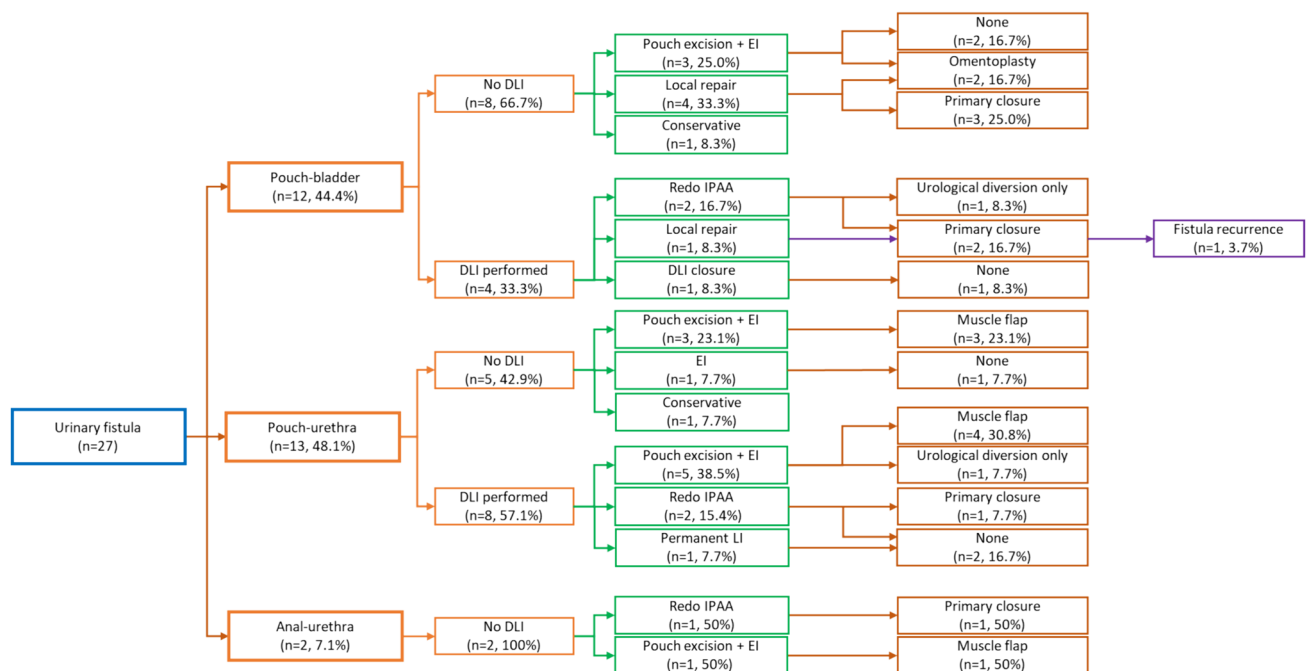 Urinary fistula
(n=27)
Pouch-bladder
(n=12, 44.4%)
No DLI
(n=8, 66.7%)
Pouch excision + EI
(n=3, 25.0%)
Local repair
(n=4, 33.3%)
Conservative
(n=1, 8.3%)
None
(n=2, 16.7%)
Omentoplasty
(n=2, 16.7%)
Primary closure
(n=3, 25.0%)
DLI performed
(n=4, 33.3%)
Redo IPAA
(n=2, 16.7%)
Local repair
(n=1, 8.3%)
DLI closure
(n=1, 8.3%)
Urological diversion only
(n=1, 8.3%)
Primary closure
(n=2, 16.7%)
None
(n=1, 8.3%)
Fistula recurrence
(n=1, 3.7%)
Pouch-urethra
(n=13, 48.1%)
No DLI
(n=5, 42.9%)
Pouch excision + EI
(n=3, 23.1%)
EI
(n=1, 7.7%)
Conservative
(n=1, 7.7%)
Muscle flap
(n=3, 23.1%)
None
(n=1, 7.7%)
DLI performed
(n=8, 57.1%)
Pouch excision + EI
(n=5, 38.5%)
Redo IPAA
(n=2, 15.4%)
Permanent LI
(n=1, 7.7%)
Muscle flap
(n=4, 30.8%)
Urological diversion only
(n=1, 7.7%)
Primary closure
(n=1, 7.7%)
None
(n=2, 16.7%)
Anal-urethra
(n=2, 7.1%)
No DLI
(n=2, 100%)
Redo IPAA
(n=1, 50%)
Pouch excision + EI
(n=1, 50%)
Primary closure
(n=1, 50%)
Muscle flap
(n=1, 50%)